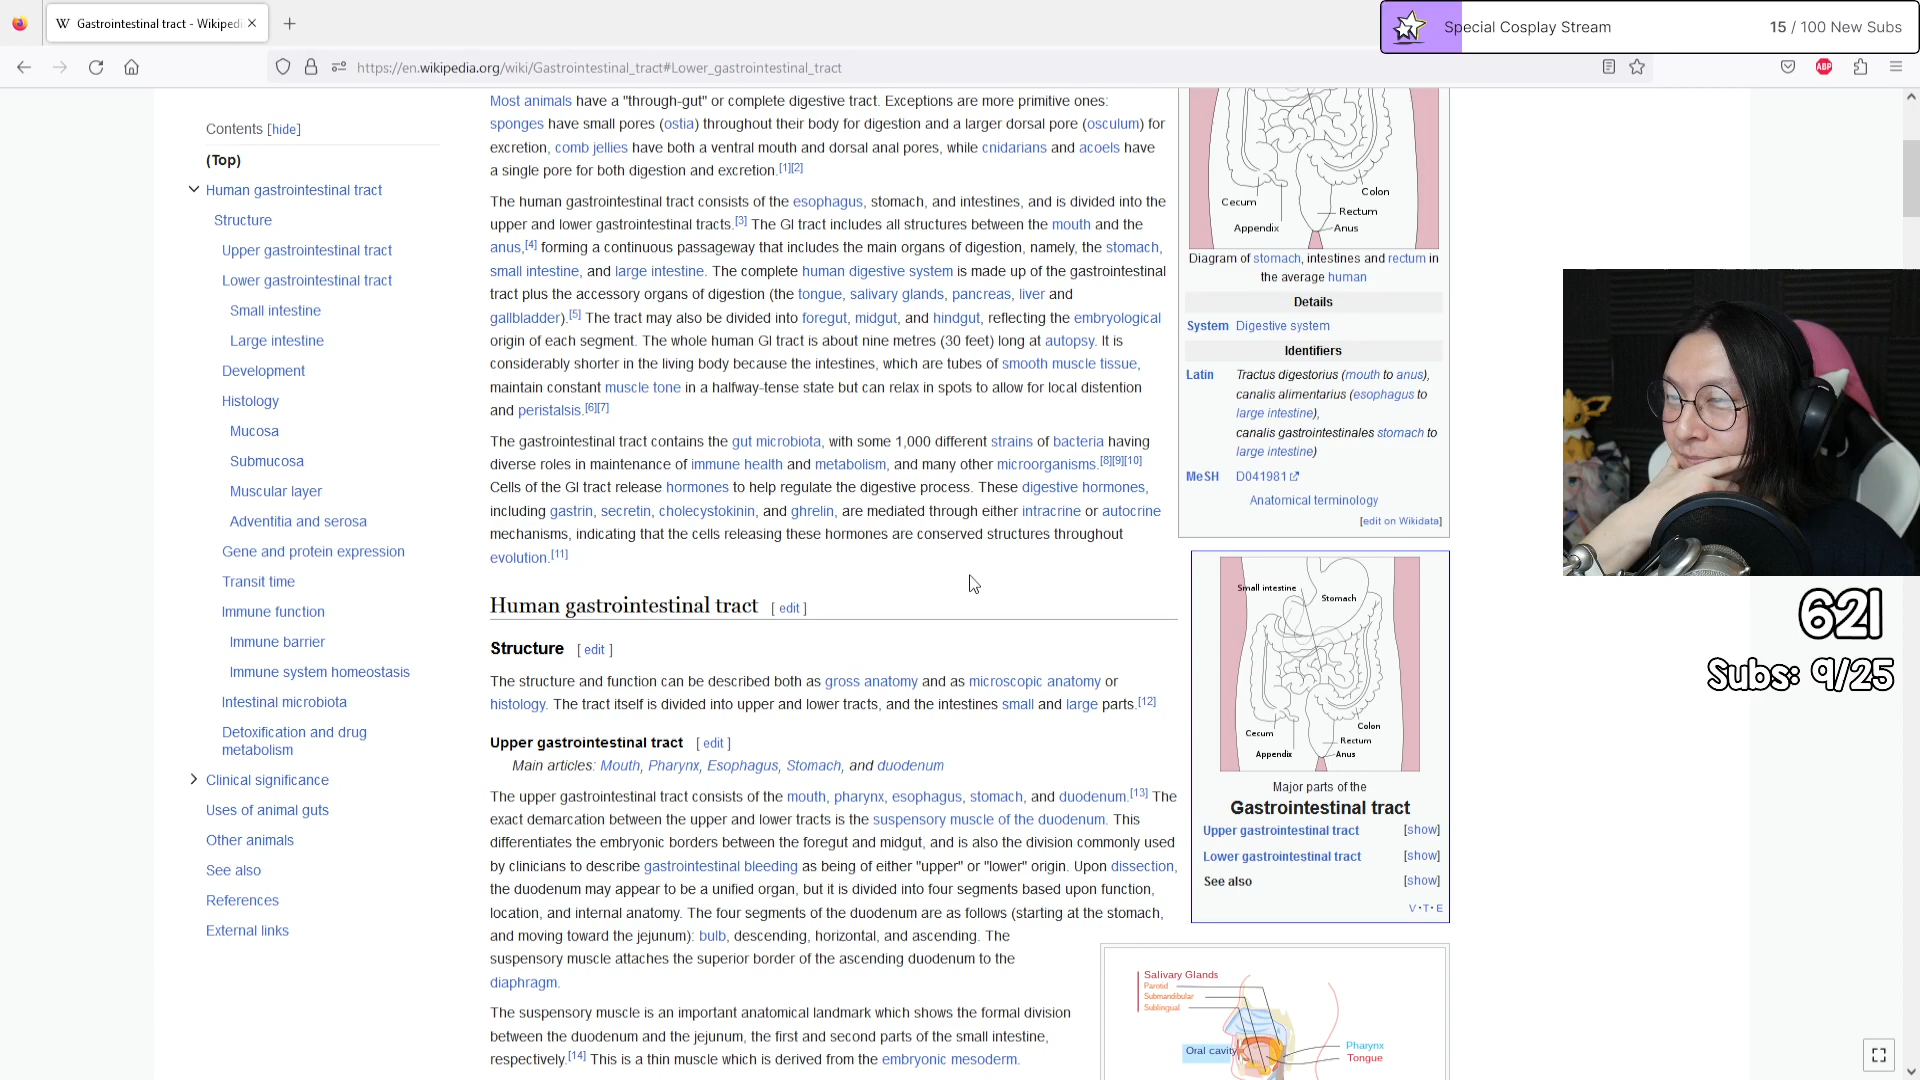 Gastrointestinal tract - Wikiped
Special Cosplay Stream
15 / 100 New Subs
https://en.wikipedia.org/wiki/Gastrointestinal_tract#Lower_gastrointestinal_tract
ABP
Contents [hide]
(Top)
Human gastrointestinal tract
Structure
Upper gastrointestinal tract
Lower gastrointestinal tract
Small intestine
Large intestine
Development
Histology
Mucosa
Submucosa
Muscular layer
Adventitia and serosa
Gene and protein expression
Transit time
Immune function
Immune barrier
Immune system homeostasis
Intestinal microbiota
Detoxification and drug
metabolism
Clinical significance
Uses of animal guts
Other animals
See also
References
External links
Most animals have a "through-gut" or complete digestive tract. Exceptions are more primitive ones:
sponges have small pores (ostia) throughout their body for digestion and a larger dorsal pore (osculum) for
excretion, comb jellies have both a ventral mouth and dorsal anal pores, while cnidarians and acoels have
a single pore for both digestion and excretion.[1][2]
The human gastrointestinal tract consists of the esophagus, stomach, and intestines, and is divided into the
upper and lower gastrointestinal tracts.[3] The GI tract includes all structures between the mouth and the
anus,[4] forming a continuous passageway that includes the main organs of digestion, namely, the stomach,
small intestine, and large intestine. The complete human digestive system is made up of the gastrointestinal
tract plus the accessory organs of digestion (the tongue, salivary glands, pancreas, liver and
gallbladder).[5] The tract may also be divided into foregut, midgut, and hindgut, reflecting the embryological
origin of each segment. The whole human GI tract is about nine metres (30 feet) long at autopsy. It is
considerably shorter in the living body because the intestines, which are tubes of smooth muscle tissue,
maintain constant muscle tone in a halfway-tense state but can relax in spots to allow for local distention
and peristalsis.[6][7]
The gastrointestinal tract contains the gut microbiota, with some 1,000 different strains of bacteria having
diverse roles in maintenance of immune health and metabolism, and many other microorganisms.[8][9][10]
Cells of the GI tract release hormones to help regulate the digestive process. These digestive hormones,
including gastrin, secretin, cholecystokinin, and ghrelin, are mediated through either intracrine or autocrine
mechanisms, indicating that the cells releasing these hormones are conserved structures throughout
evolution.[11]
Human gastrointestinal tract [ edit ]
Structure [ edit ]
The structure and function can be described both as gross anatomy and as microscopic anatomy or
histology. The tract itself is divided into upper and lower tracts, and the intestines small and large parts.[12]
Upper gastrointestinal tract [ edit ]
Main articles: Mouth, Pharynx, Esophagus, Stomach, and duodenum
The upper gastrointestinal tract consists of the mouth, pharynx, esophagus, stomach, and duodenum.[13] The
exact demarcation between the upper and lower tracts is the suspensory muscle of the duodenum. This
differentiates the embryonic borders between the foregut and midgut, and is also the division commonly used
by clinicians to describe gastrointestinal bleeding as being of either "upper" or "lower" origin. Upon dissection,
the duodenum may appear to be a unified organ, but it is divided into four segments based upon function,
location, and internal anatomy. The four segments of the duodenum are as follows (starting at the stomach,
and moving toward the jejunum): bulb, descending, horizontal, and ascending. The
suspensory muscle attaches the superior border of the ascending duodenum to the
diaphragm.
The suspensory muscle is an important anatomical landmark which shows the formal division
between the duodenum and the jejunum, the first and second parts of the small intestine,
respectively.[14] This is a thin muscle which is derived from the embryonic mesoderm.
Colon
Cecum
Rectum
Appendix
Anus
Diagram of stomach, intestines and rectum in
the average human
Details
System Digestive system
Identifiers
Latin Tractus digestorius (mouth to anus),
canalis alimentarius (esophagus to
large intestine),
canalis gastrointestinales stomach to
large intestine)
MeSH D041981
Anatomical terminology
[edit on Wikidata]
Small intestine
Stomach
Colon
Cecum
Rectum
Appendix
Anus
Major parts of the
Gastrointestinal tract
Upper gastrointestinal tract [show]
Lower gastrointestinal tract [show]
See also [show]
V·T·E
Salivary Glands
Parotid
Submandibular
Sublingual
Oral cavity
Pharynx
Tongue
621
Subs: 9/25